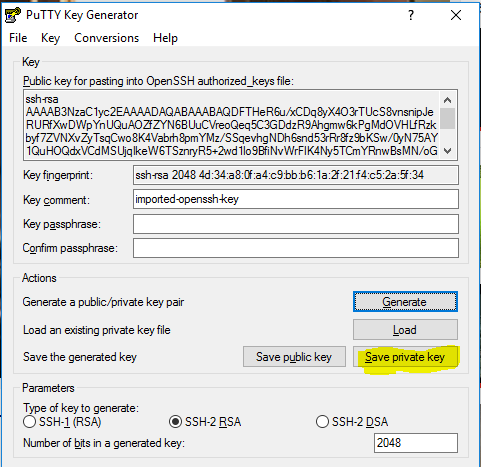 PuTTY Key Generator
File Key Conversions Help
Key
Public key for pasting into OpenSSH authorized_keys file:
ssh-rsa
AAAAB3NzaC1yc2EAAAADAQABAAABAQDFTHeR6u/xCDq8yX4O3rTUcS8vnsnipJe
RURfXwDWpYnUQuAOZfZYN6BUuCVreoQeq5C3GDdzR9Ahgmw6kPgMdOVHLfRzk
byf7ZVNXvZyTsqCwo8K4Vabrh8pmYMz/SSqevhgNDh6snd53rRr8fz9bKSw/0yN75AY
1QuHOQdxVCdMSUjqIkeW6TSznryR5+2wd1lo9BfiNvWrFIK4Ny5TCmYRnwBsMN/oG
Key fingerprint: ssh-rsa 2048 4d:34:a8:0f:a4:c9:bb:b6:1a:2f:21:f4:c5:2a:5f:34
Key comment: imported-openssh-key
Key passphrase:
Confirm passphrase:
Actions
Generate a public/private key pair Generate
Load an existing private key file Load
Save the generated key Save public key Save private key
Parameters
Type of key to generate:
SSH-1 (RSA) SSH-2 RSA SSH-2 DSA
Number of bits in a generated key: 2048